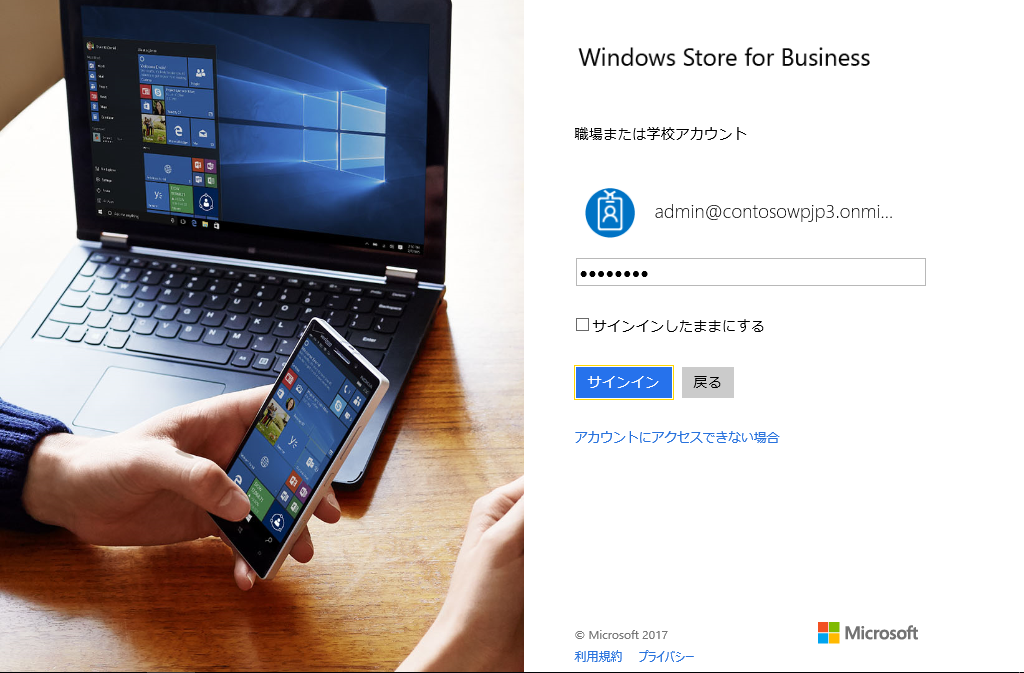 Windows Store for Business
職場または学校アカウント
admin@contosowpjp3.onmi...
サインインしたままにする
サインイン 戻る
アカウントにアクセスできない場合
© Microsoft 2017
Microsoft
利用規約 プライバシー